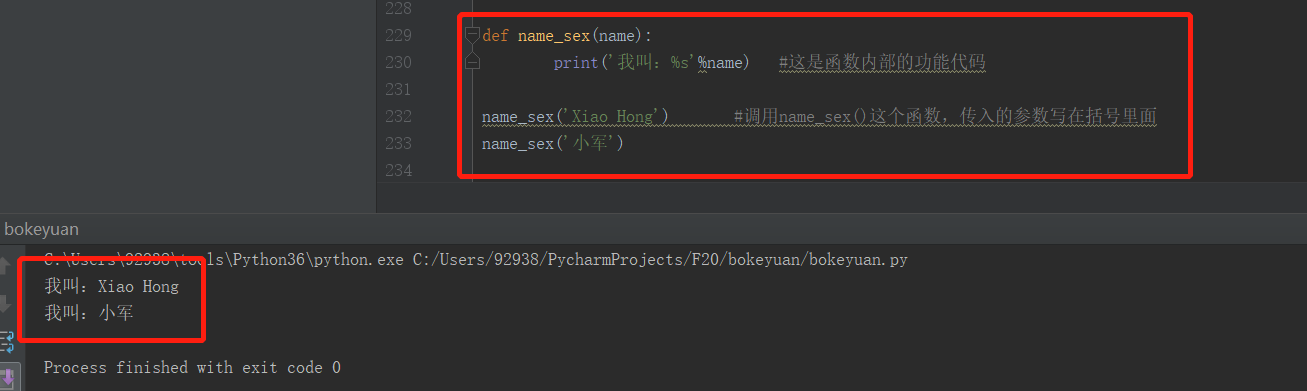 228
229 def name_sex(name):
230 print('我叫：%s'%name) #这是函数内部的功能代码
231
232 name_sex('Xiao Hong') #调用name_sex()这个函数，传入的参数写在括号里面
233 name_sex('小军')
234
bokeyuan
C:\Users\92938\tools\Python36\python.exe C:/Users/92938/PycharmProjects/F20/bokeyuan/bokeyuan.py
我叫：Xiao Hong
我叫：小军
Process finished with exit code 0